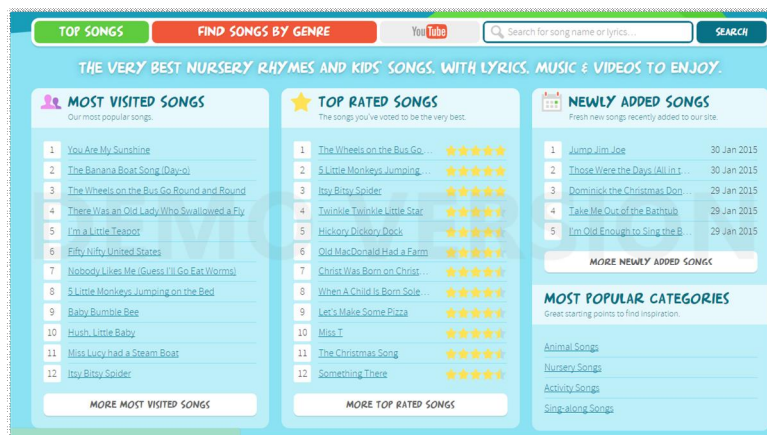 TOP SONGS
FIND SONGS BY GENRE
YouTube
Search for song name or lyrics...
SEARCH
THE VERY BEST NURSERY RHYMES AND KIDS' SONGS, WITH LYRICS, MUSIC & VIDEOS TO ENJOY.
MOST VISITED SONGS
Our most popular songs.
1 You Are My Sunshine
2 The Banana Boat Song (Day-o)
3 The Wheels on the Bus Go Round and Round
4 There Was an Old Lady Who Swallowed a Fly
5 I'm a Little Teapot
6 Fifty Nifty United States
7 Nobody Likes Me (Guess I'll Go Eat Worms)
8 5 Little Monkeys Jumping on the Bed
9 Baby Bumble Bee
10 Hush, Little Baby
11 Miss Lucy had a Steam Boat
12 Itsy Bitsy Spider
MORE MOST VISITED SONGS
TOP RATED SONGS
The songs you've voted to be the very best.
1 The Wheels on the Bus Go ...
2 5 Little Monkeys Jumping ...
3 Itsy Bitsy Spider
4 Twinkle Twinkle Little Star
5 Hickory Dickory Dock
6 Old MacDonald Had a Farm
7 Christ Was Born on Christ ...
8 When A Child Is Born Sole ...
9 Let's Make Some Pizza
10 Miss T
11 The Christmas Song
12 Something There
MORE TOP RATED SONGS
NEWLY ADDED SONGS
Fresh new songs recently added to our site.
1 Jump Jim Joe 30 Jan 2015
2 Those Were the Days (All in t... 30 Jan 2015
3 Dominick the Christmas Don... 29 Jan 2015
4 Take Me Out of the Bathtub 29 Jan 2015
5 I'm Old Enough to Sing the B... 29 Jan 2015
MORE NEWLY ADDED SONGS
MOST POPULAR CATEGORIES
Great starting points to find inspiration.
Animal Songs
Nursery Songs
Activity Songs
Sing-along Songs
DEMO VERSION